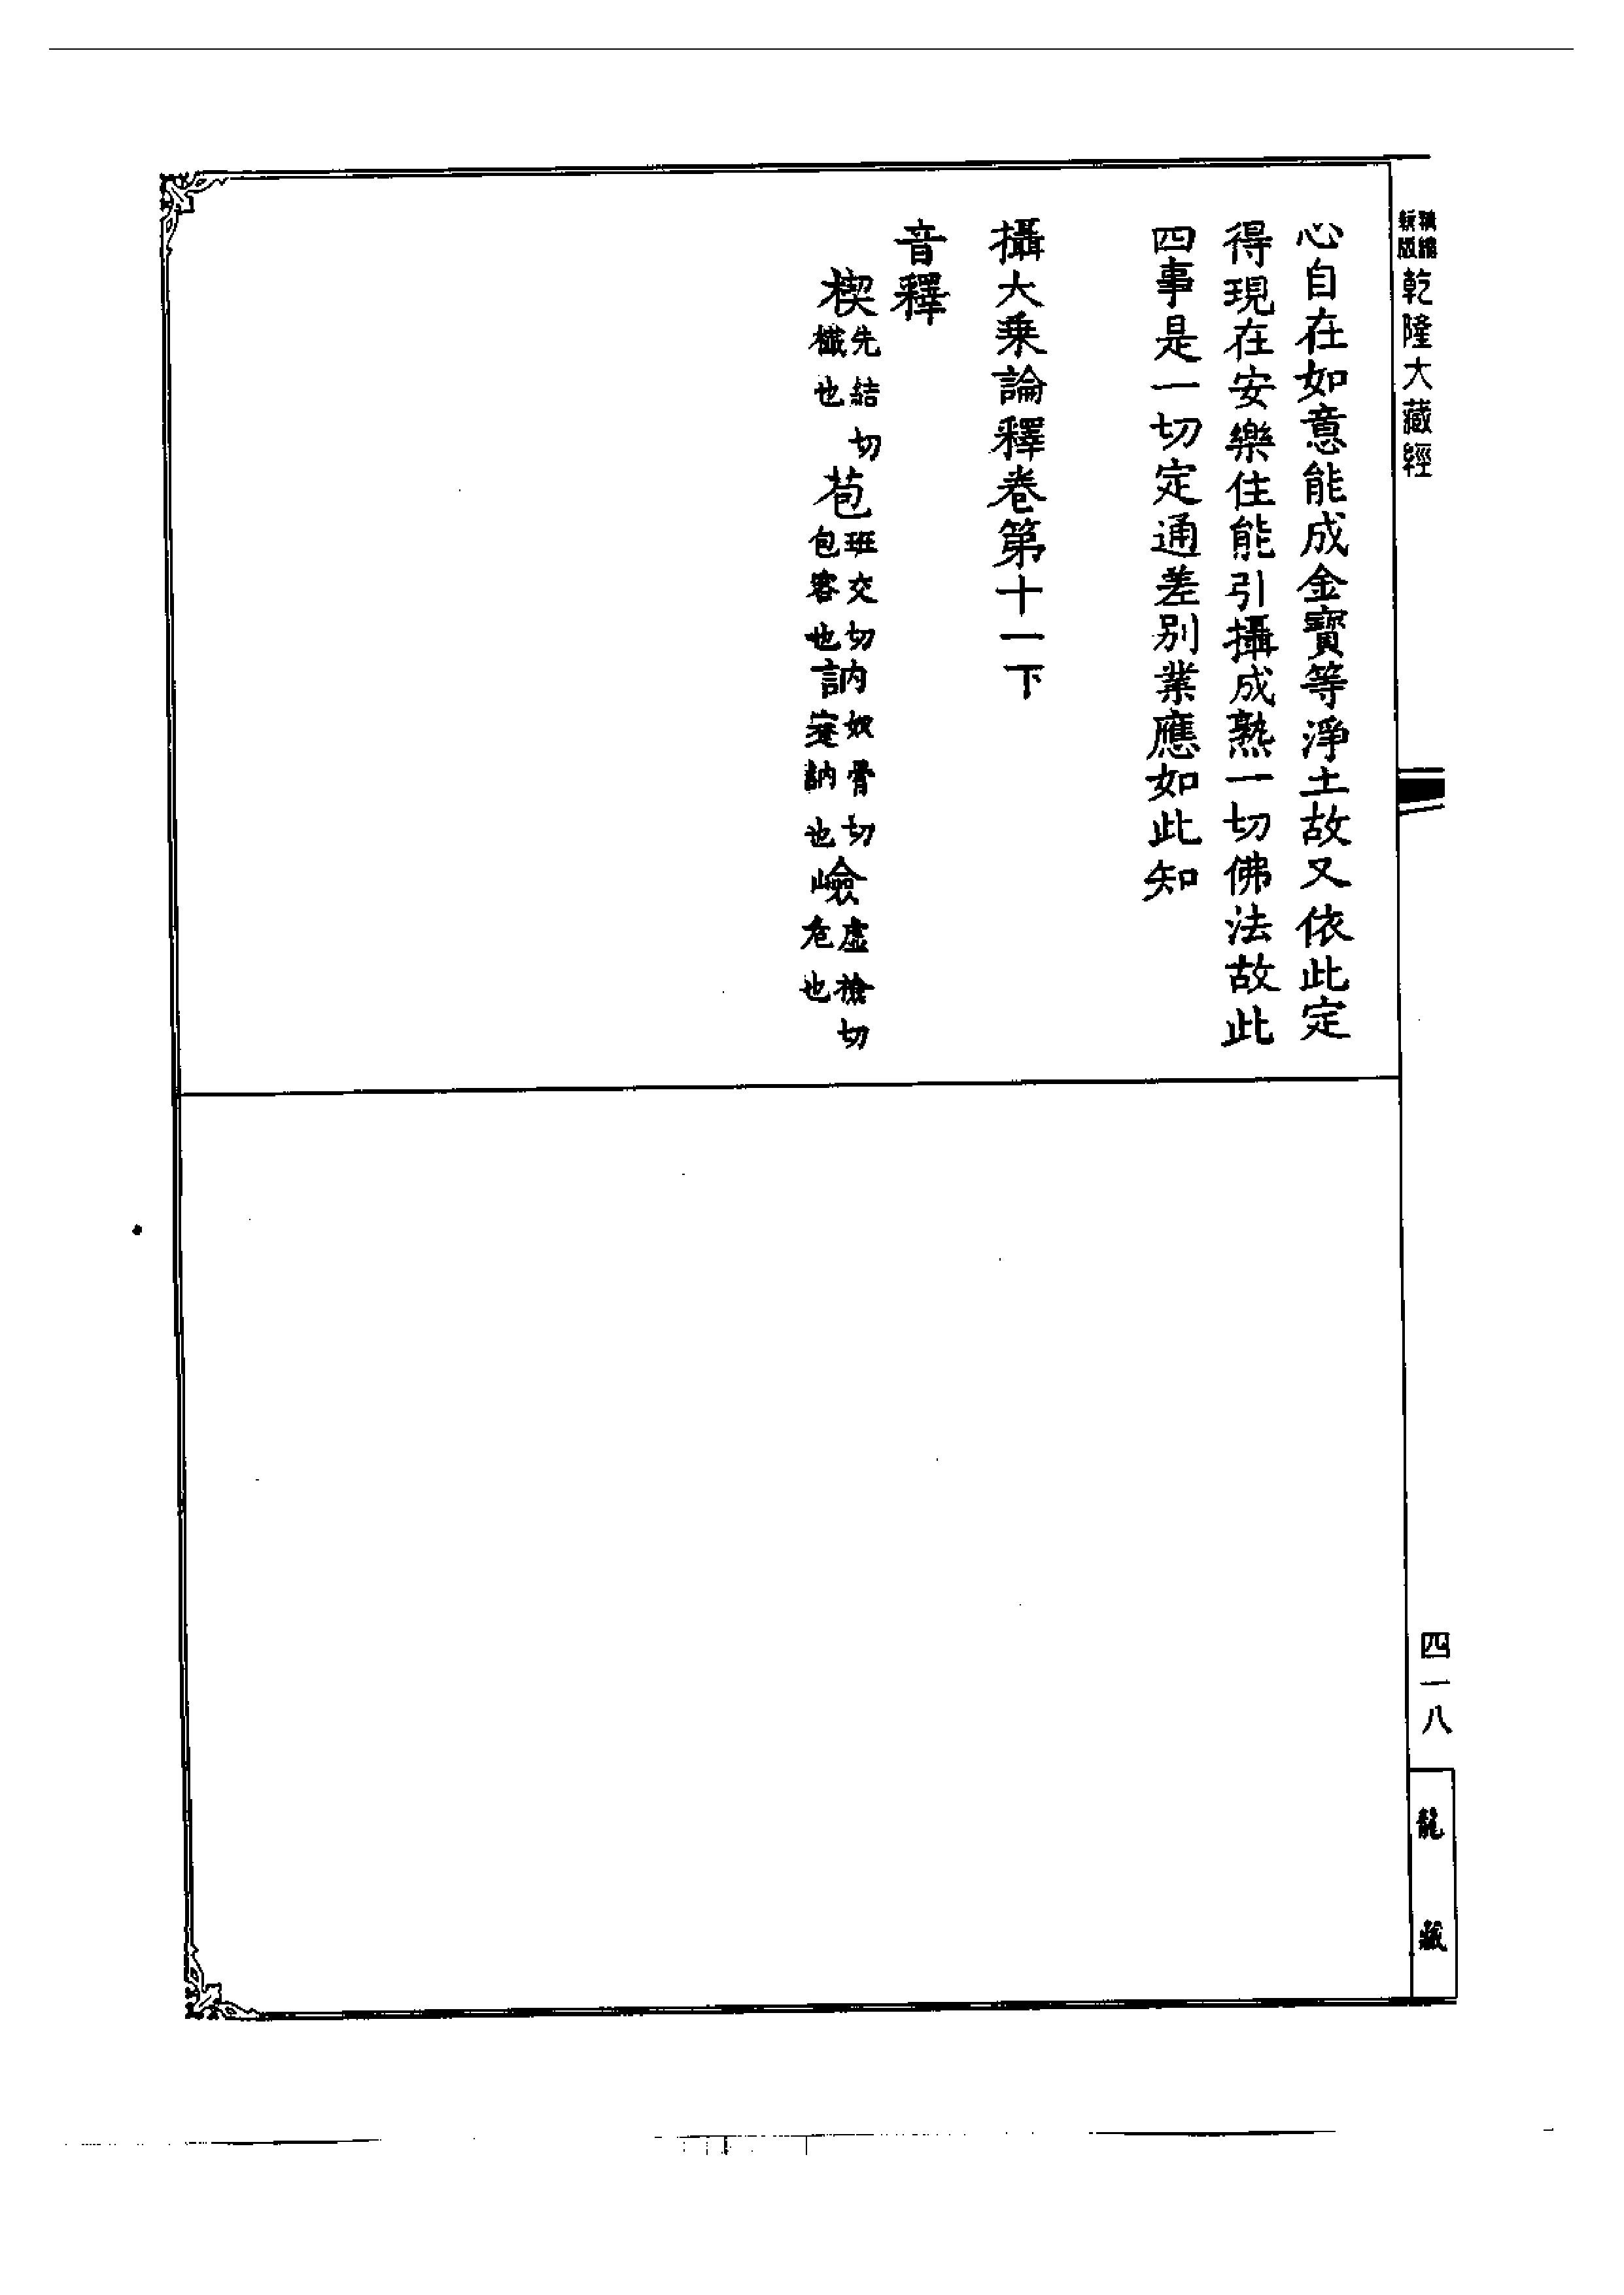 新版精縮
乾隆大藏經
心自在如意能成金寶等淨土故又依此定
得現在安樂住能引攝成熟一切佛法故此
四事是一切定通差別業應如此知
攝大乘論釋卷第十一下
音釋
楔先結切櫼也苞班交切包容也訥奴骨切蹇訥也嶮虛檢切危也
四一八
龍藏